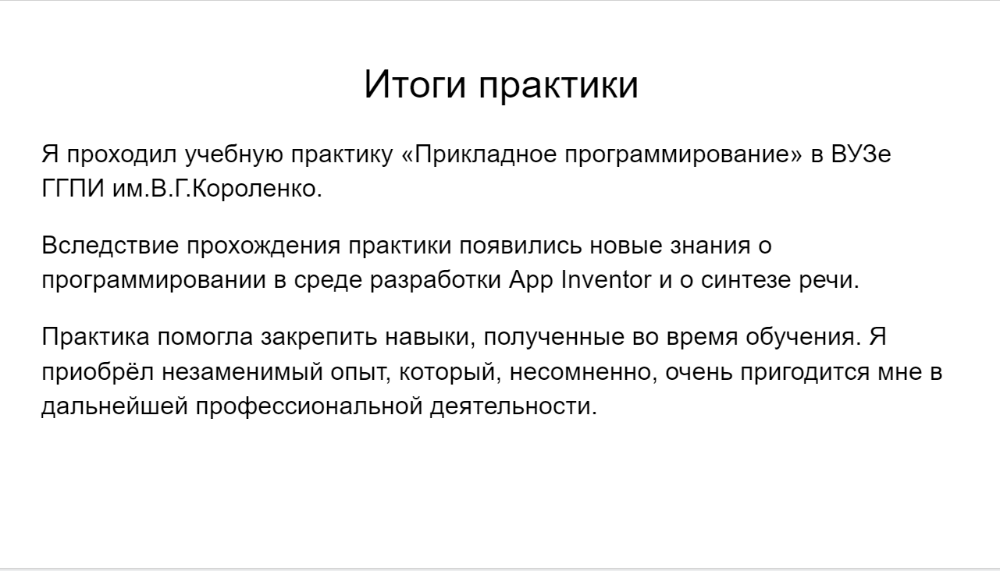 Итоги практики
Я проходил учебную практику «Прикладное программирование» в ВУЗе
ГГПИ им.В.Г.Короленко.
Вследствие прохождения практики появились новые знания о
программировании в среде разработки App Inventor и о синтезе речи.
Практика помогла закрепить навыки, полученные во время обучения. Я
приобрёл незаменимый опыт, который, несомненно, очень пригодится мне в
дальнейшей профессиональной деятельности.